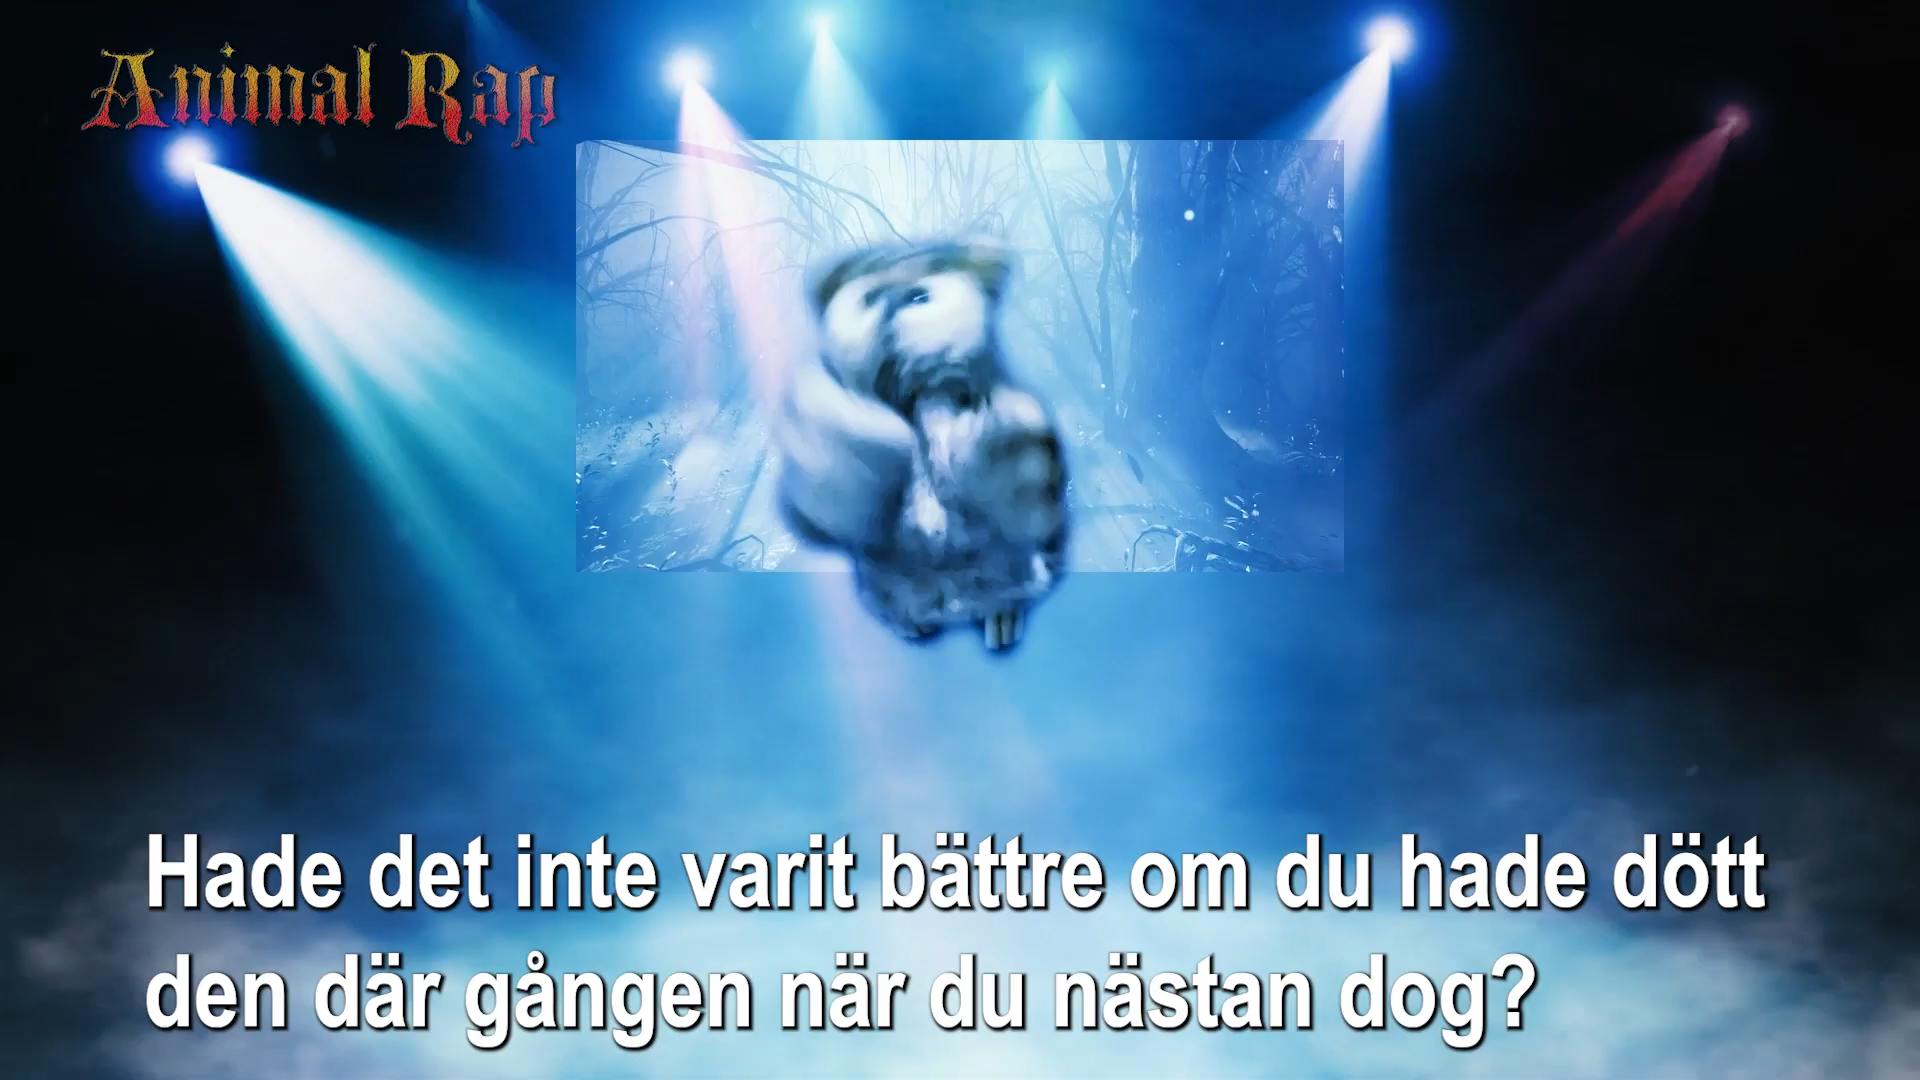 Animal Rap
Hade det inte varit bättre om du hade dött
den där gången när du nästan dog?